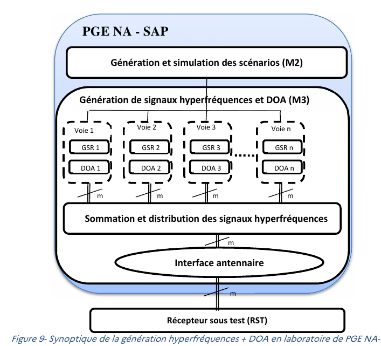 PGE NA - SAP
Génération et simulation des scénarios (M2)
Génération de signaux hyperfréquences et DOA (M3)
Voie 1 Voie 2 Voie 3 Voie n
GSR 1 GSR 2 GSR 3 GSR n
DOA 1 DOA 2 DOA 3 DOA n
m m m m
Sommation et distribution des signaux hyperfréquences
m
Interface antennaire
m
Récepteur sous test (RST)
Figure 9- Synoptique de la génération hyperfréquences + DOA en laboratoire de PGE NA-